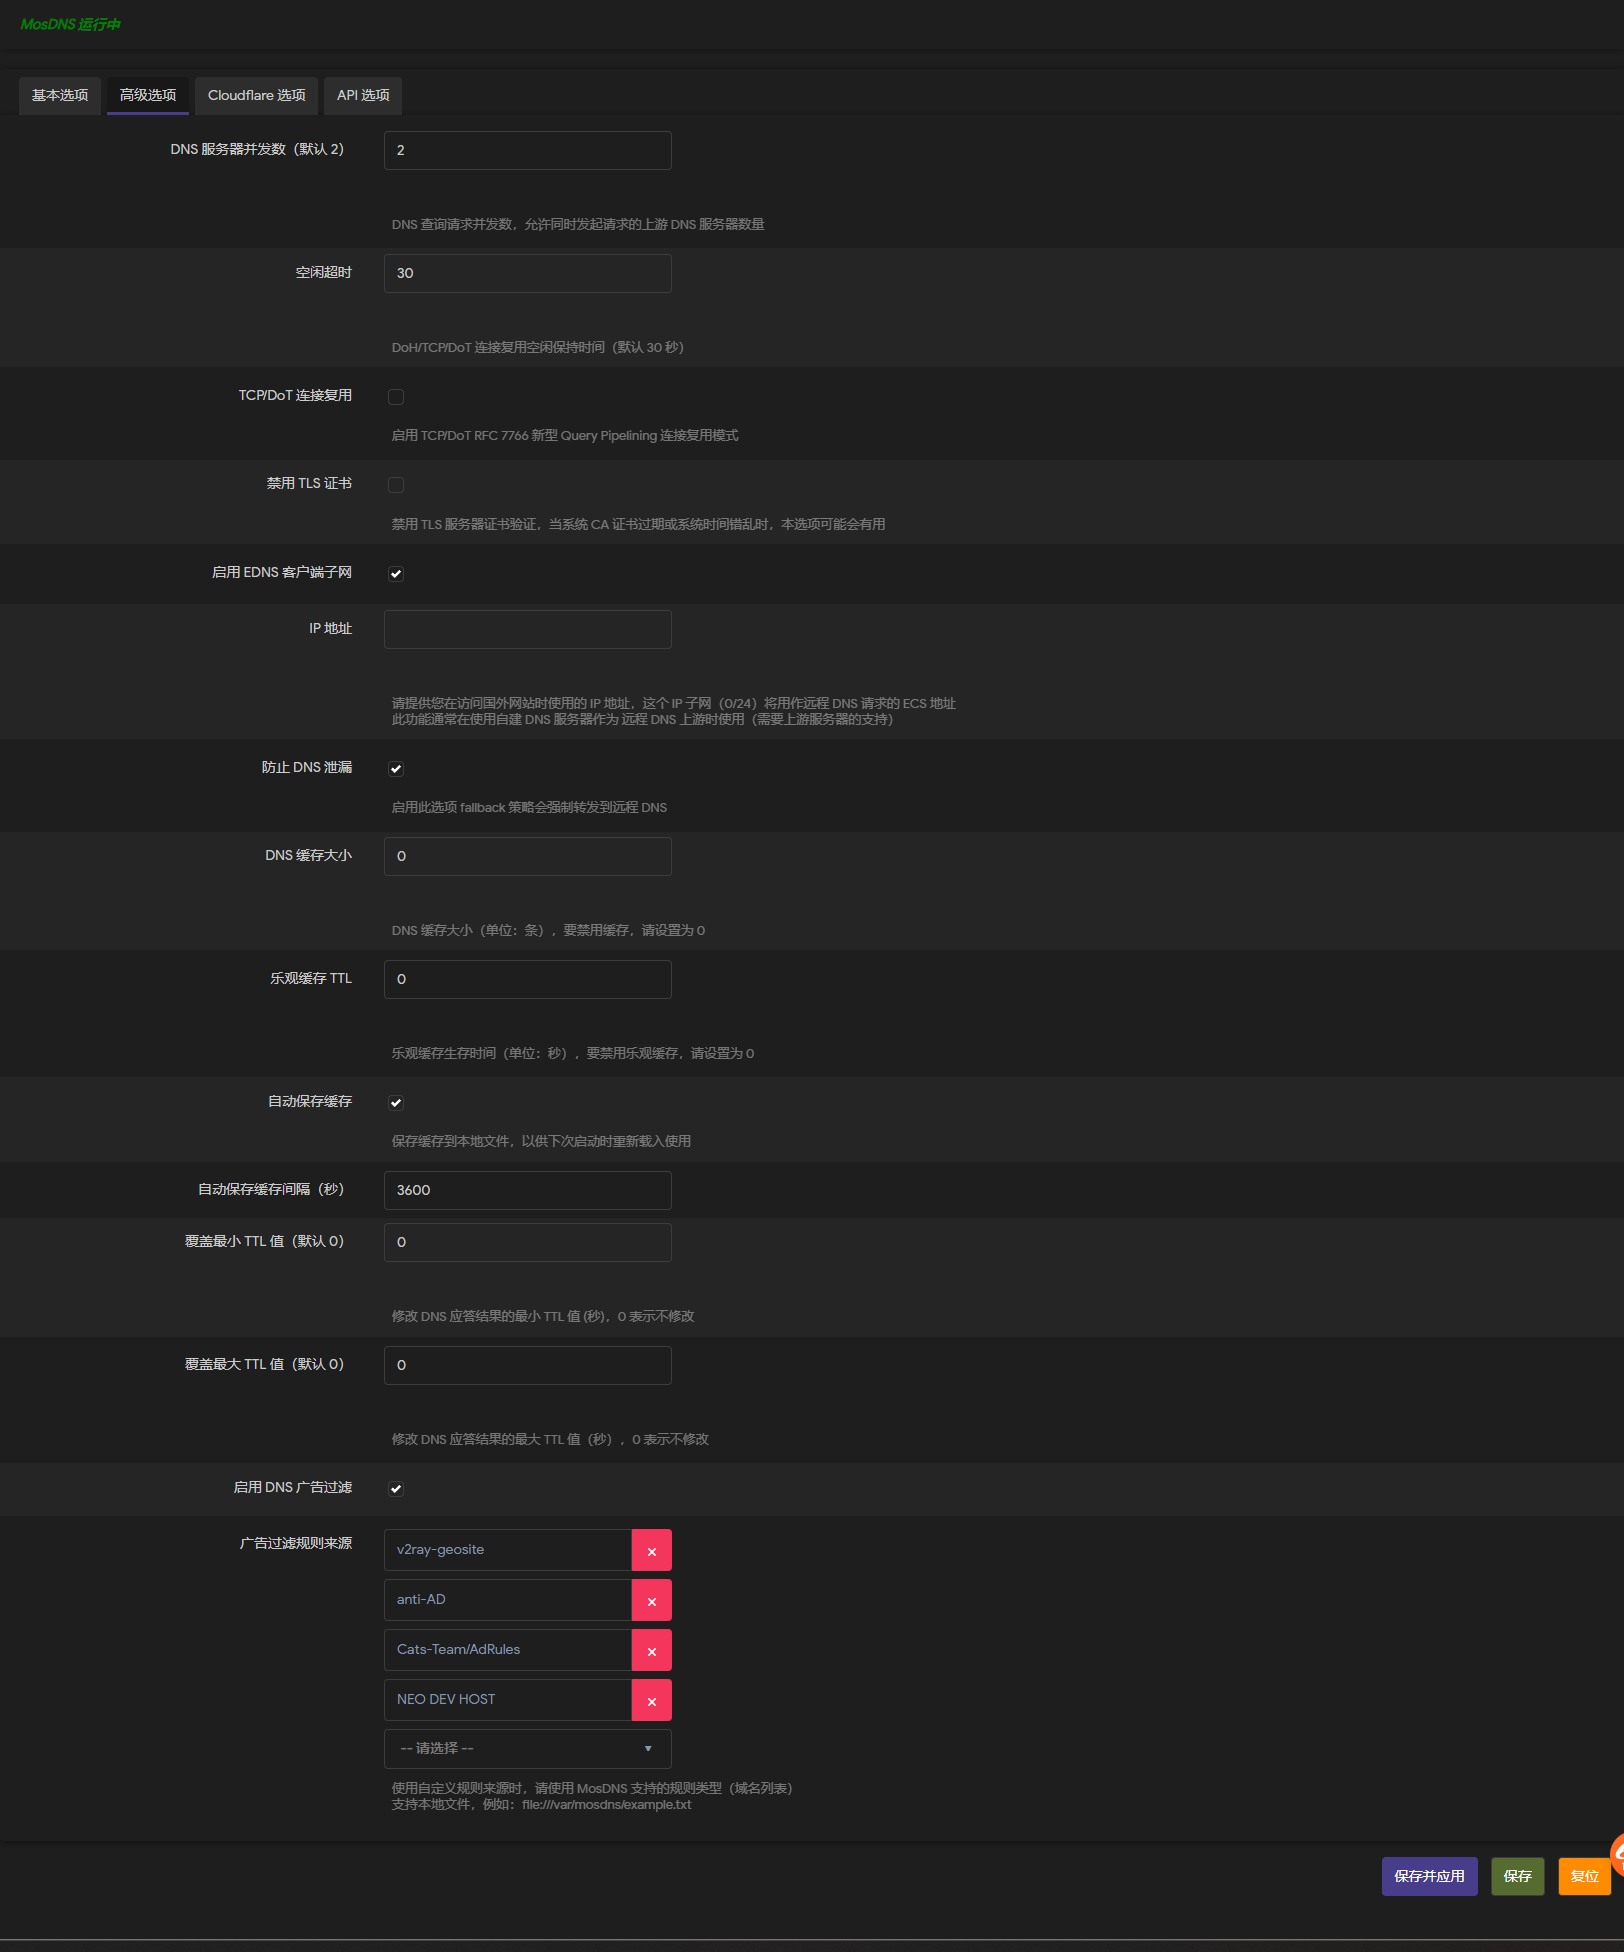 MosDNS 运行中
基本选项
高级选项
Cloudflare 选项
API 选项
DNS 服务器并发数（默认 2）
2
DNS 查询请求并发数，允许同时发起请求的上游 DNS 服务器数量
空闲超时
30
DoH/TCP/DoT 连接复用空闲保持时间（默认 30 秒）
TCP/DoT 连接复用
启用 TCP/DoT RFC 7766 新型 Query Pipelining 连接复用模式
禁用 TLS 证书
禁用 TLS 服务器证书验证，当系统 CA 证书过期或系统时间错乱时，本选项可能会有用
启用 EDNS 客户端子网
IP 地址
请提供您在访问国外网站时使用的 IP 地址，这个 IP 子网（0/24）将用作远程 DNS 请求的 ECS 地址
此功能通常在使用自建 DNS 服务器作为 远程 DNS 上游时使用（需要上游服务器的支持）
防止 DNS 泄漏
启用此选项 fallback 策略会强制转发到远程 DNS
DNS 缓存大小
0
DNS 缓存大小（单位：条），要禁用缓存，请设置为 0
乐观缓存 TTL
0
乐观缓存生存时间（单位：秒），要禁用乐观缓存，请设置为 0
自动保存缓存
保存缓存到本地文件，以供下次启动时重新载入使用
自动保存缓存间隔（秒）
3600
覆盖最小 TTL 值（默认 0）
0
修改 DNS 应答结果的最小 TTL 值 (秒)，0 表示不修改
覆盖最大 TTL 值（默认 0）
0
修改 DNS 应答结果的最大 TTL 值（秒），0 表示不修改
启用 DNS 广告过滤
广告过滤规则来源
v2ray-geosite
anti-AD
Cats-Team/AdRules
NEO DEV HOST
-- 请选择 --
使用自定义规则来源时，请使用 MosDNS 支持的规则类型（域名列表）
支持本地文件，例如：file:///var/mosdns/example.txt
保存并应用
保存
复位